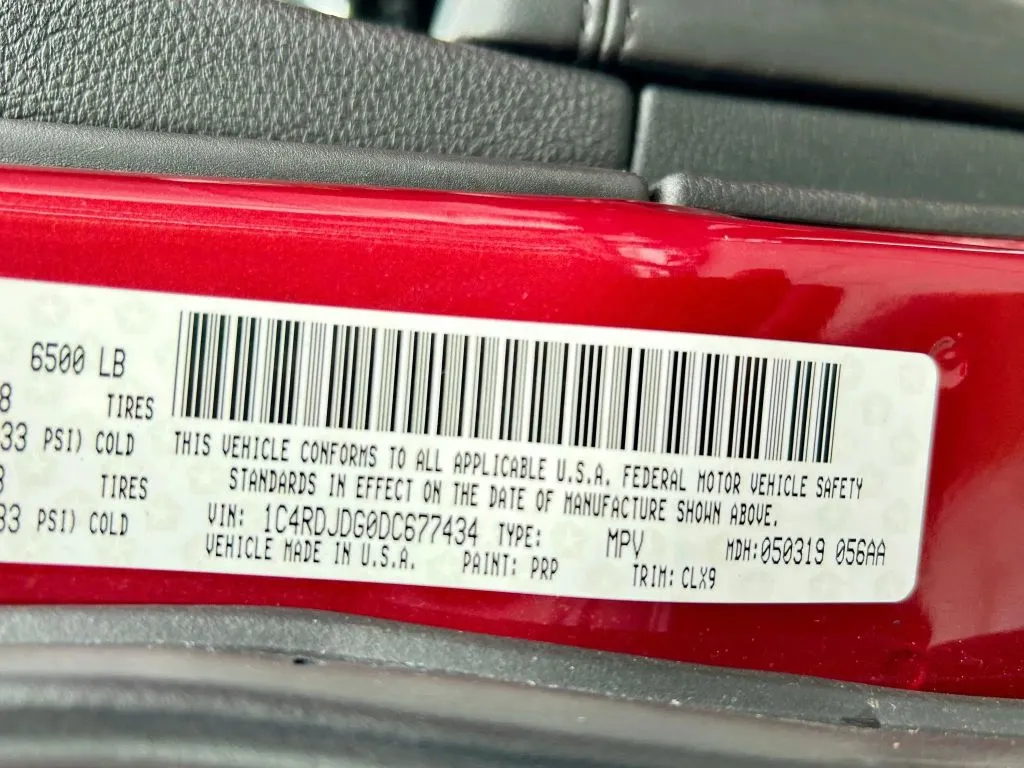 6500 LB
8 TIRES
33 PSI) COLD
TIRES
33 PSI) COLD
THIS VEHICLE CONFORMS TO ALL APPLICABLE U.S.A. FEDERAL MOTOR VEHICLE SAFETY
STANDARDS IN EFFECT ON THE DATE OF MANUFACTURE SHOWN ABOVE.
VIN: 1C4RDJDG0DC677434 TYPE: MPV MDH:050319 056AA
VEHICLE MADE IN U.S.A. PAINT: PRP TRIM: CLX9